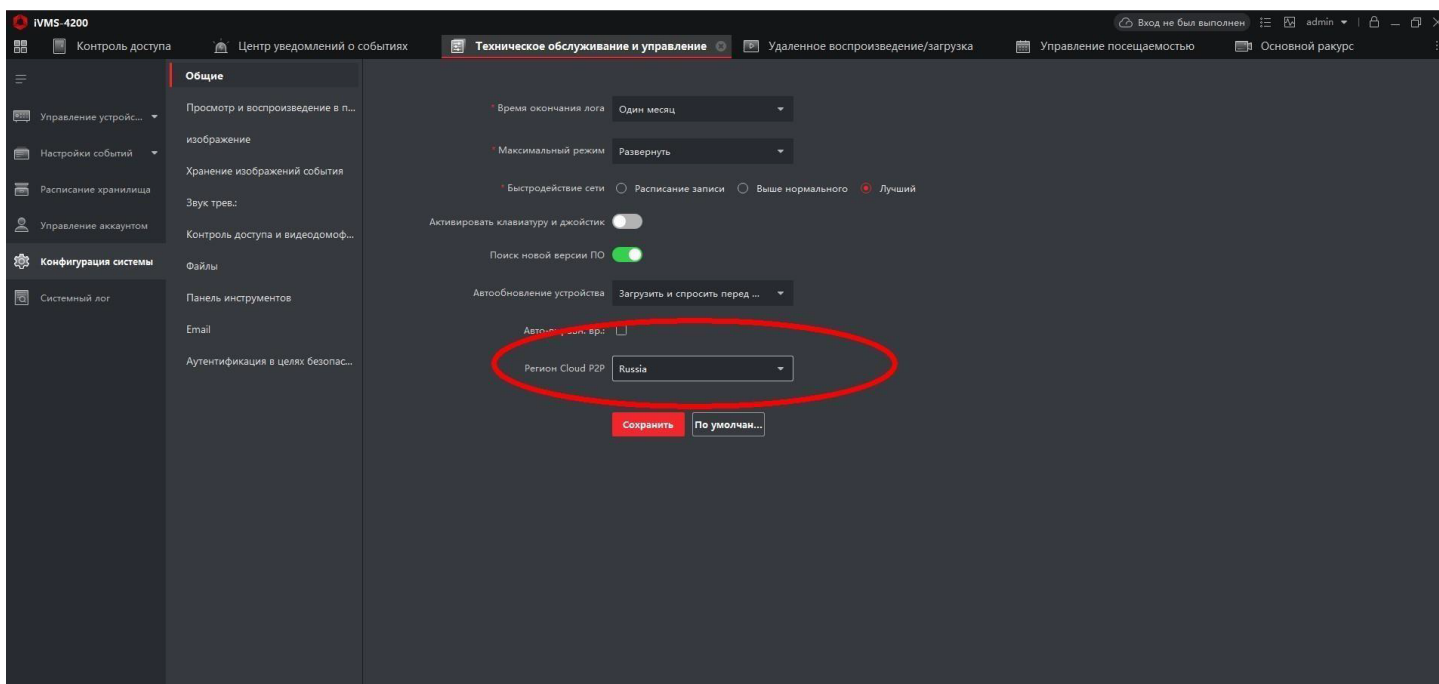 iVMS-4200
Вход не был выполнен admin
Контроль доступа Центр уведомлений о событиях Техническое обслуживание и управление Удаленное воспроизведение/загрузка Управление посещаемостью Основной ракурс
Управление устройс...
Настройки событий
Расписание хранилища
Управление аккаунтом
Конфигурация системы
Системный лог
Общие
Просмотр и воспроизведение в п...
изображение
Хранение изображений события
Звук трев.:
Контроль доступа и видеодомоф...
Файлы
Панель инструментов
Email
Аутентификация в целях безопас...
* Время окончания лога Один месяц
* Максимальный режим Развернуть
* Быстродействие сети Расписание записи Выше нормального Лучший
Активировать клавиатуру и джойстик
Поиск новой версии ПО
Автообновление устройства Загрузить и спросить перед ...
вр.:
Регион Cloud P2P Russia
Сохранить По умолчан...